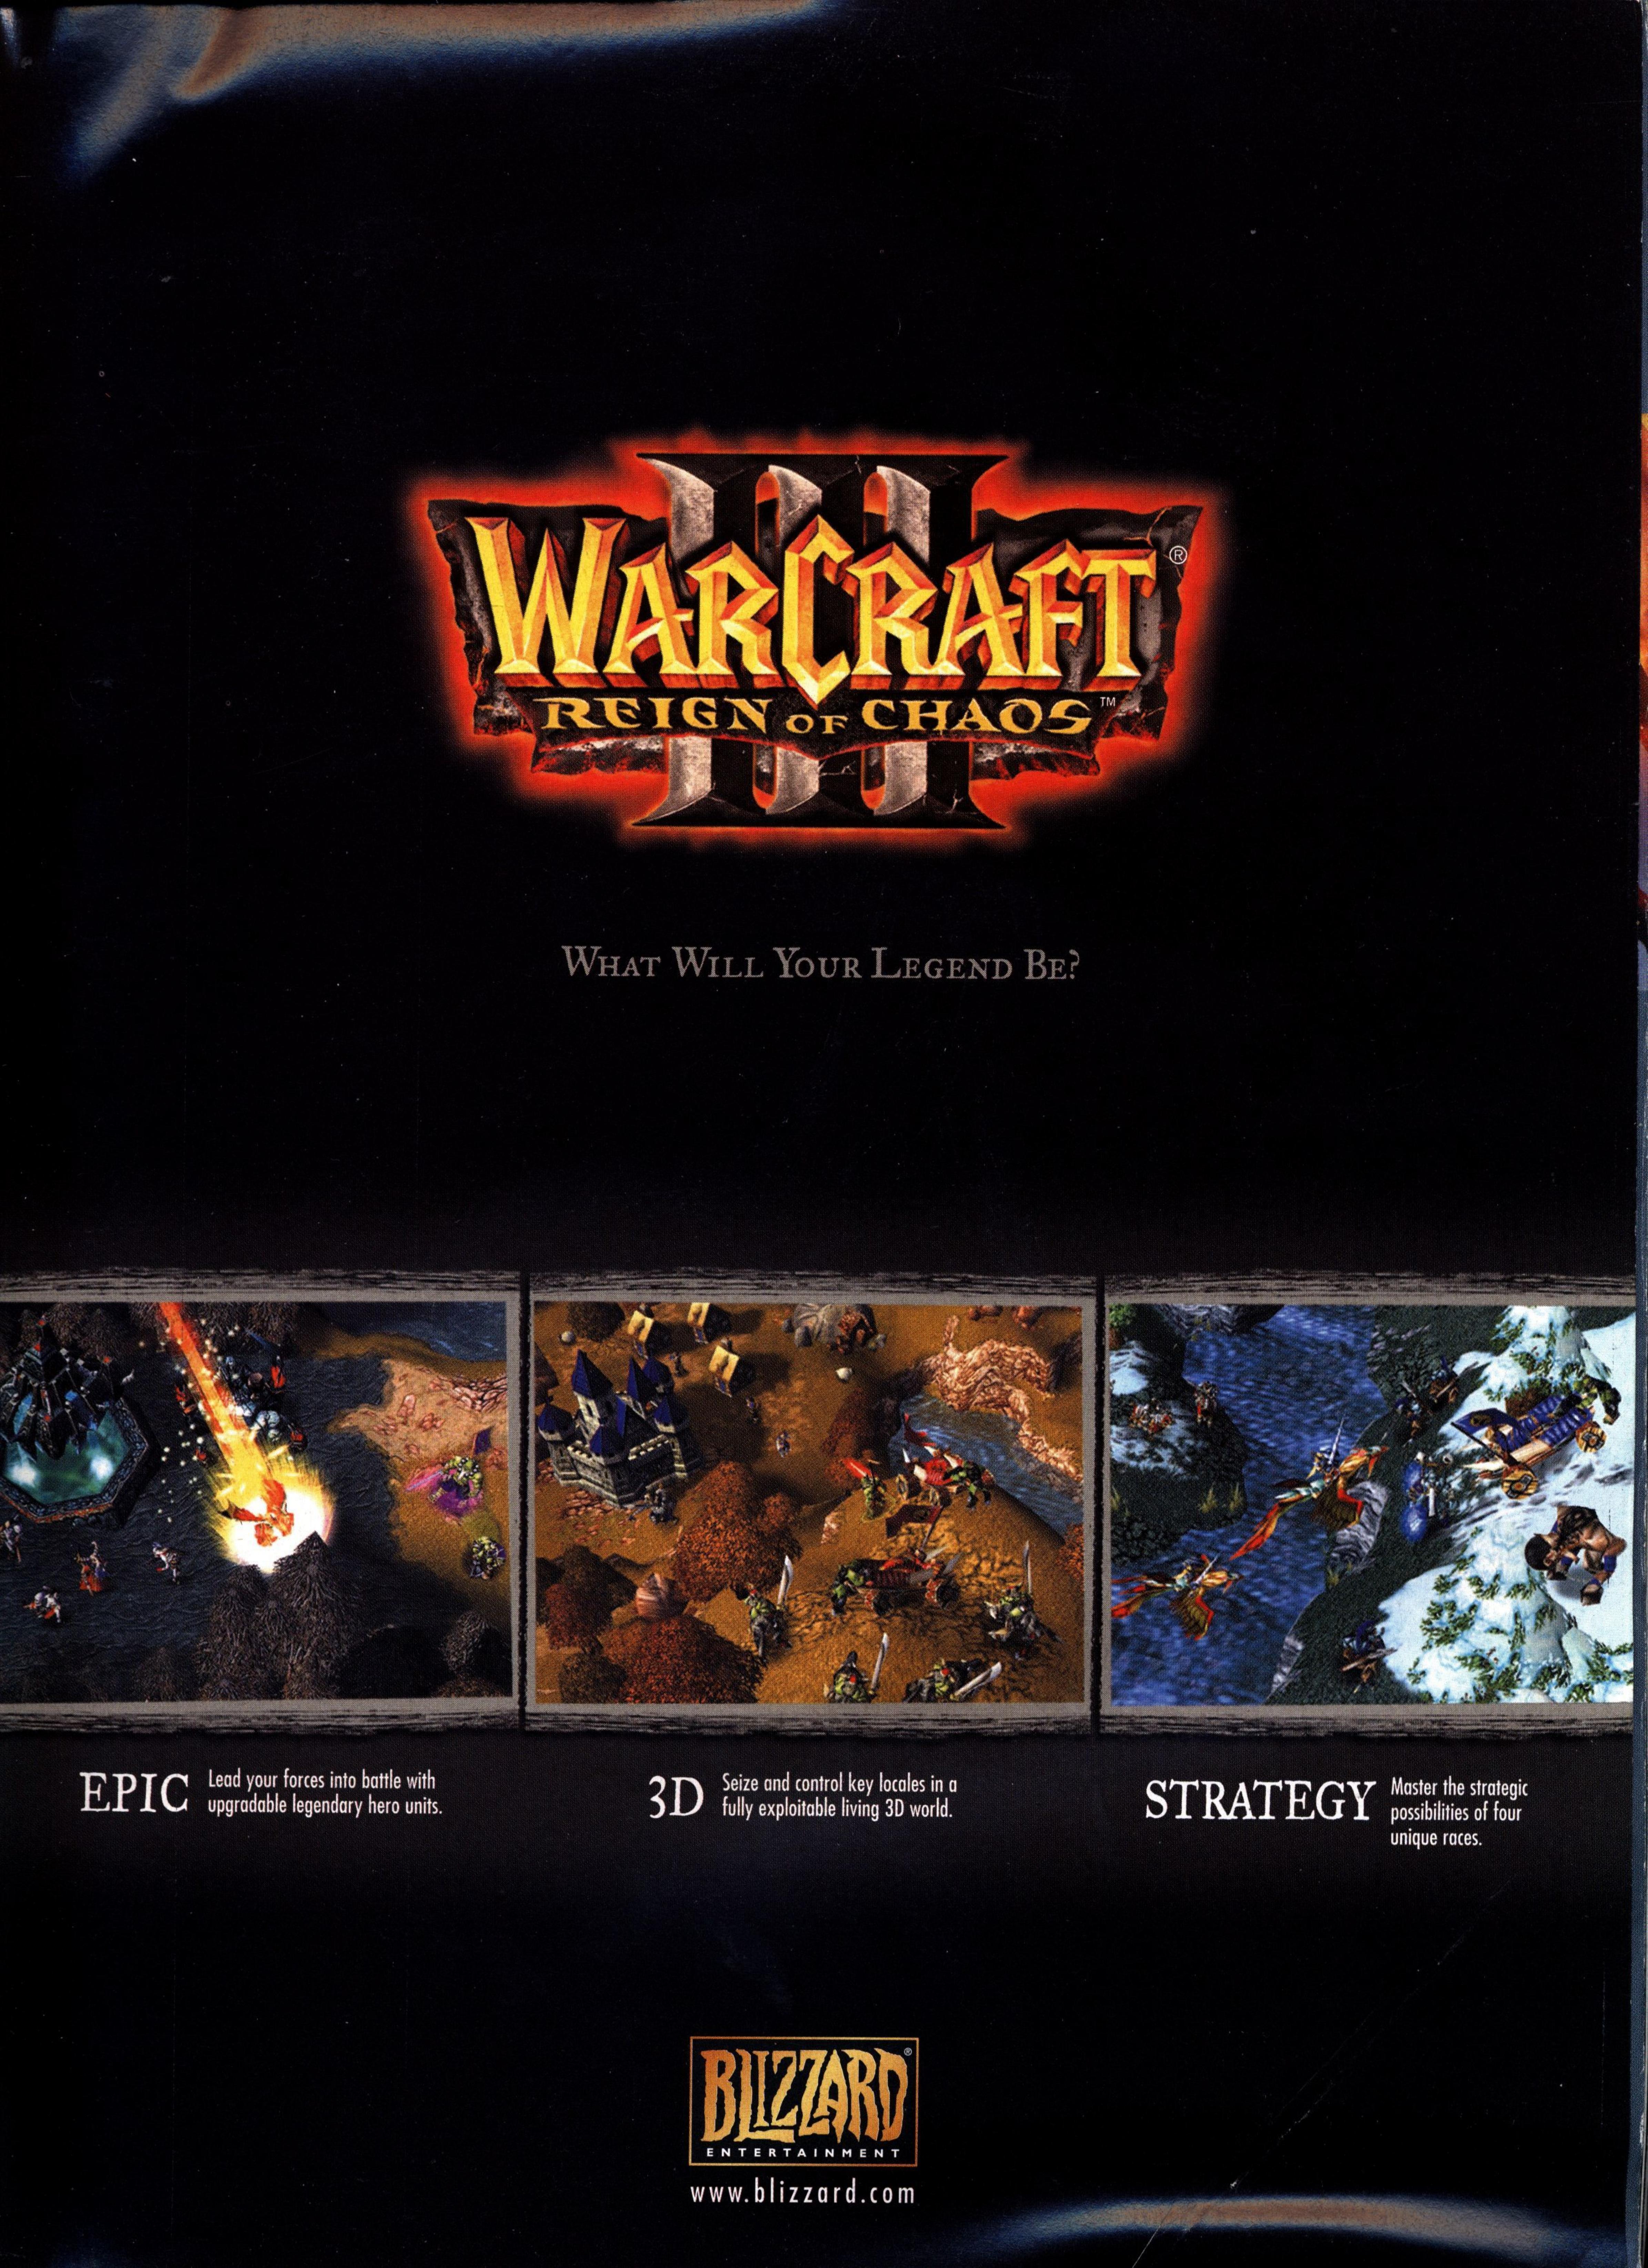 III
WARCRAFT®
REIGN OF CHAOS™
WHAT WILL YOUR LEGEND BE?
EPIC
Lead your forces into battle with
upgradable legendary hero units.
3D
Seize and control key locales in a
fully exploitable living 3D world.
STRATEGY
Master the strategic
possibilities of four
unique races.
BLIZZARD®
ENTERTAINMENT
www.blizzard.com